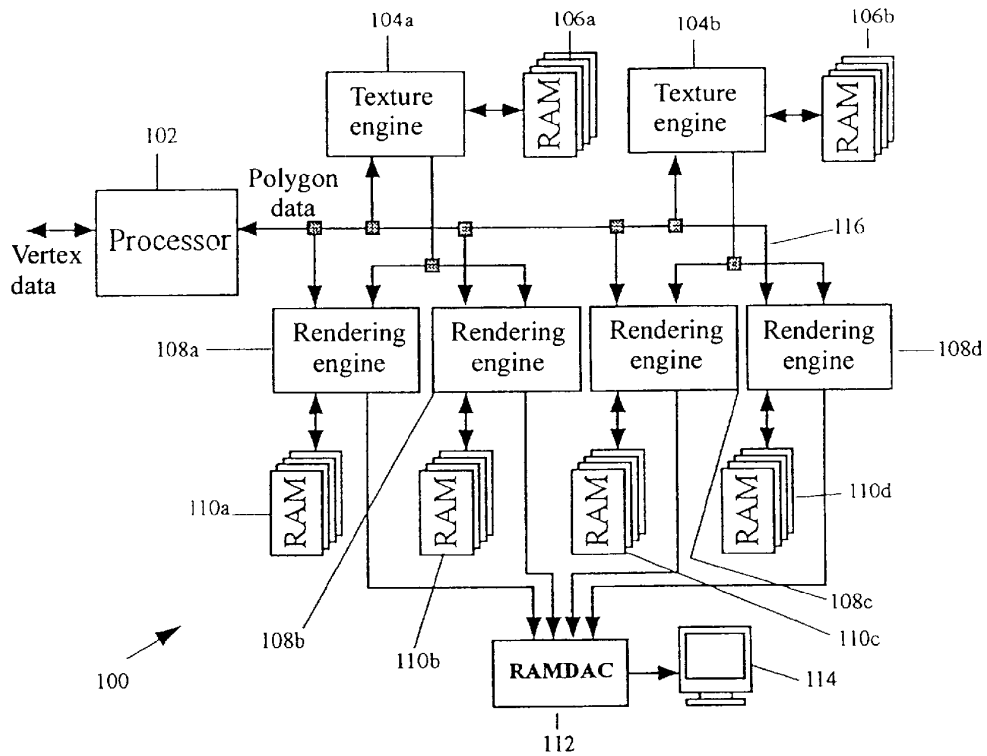 104a
106a
104b
106b
Texture
engine
RAM
Texture
engine
RAM
102
Polygon
data
Processor
Vertex
data
116
Rendering
engine
Rendering
engine
Rendering
engine
Rendering
engine
108a
108d
RAM
RAM
RAM
RAM
110a
110d
108b
110b
108c
110c
100
RAMDAC
114
112